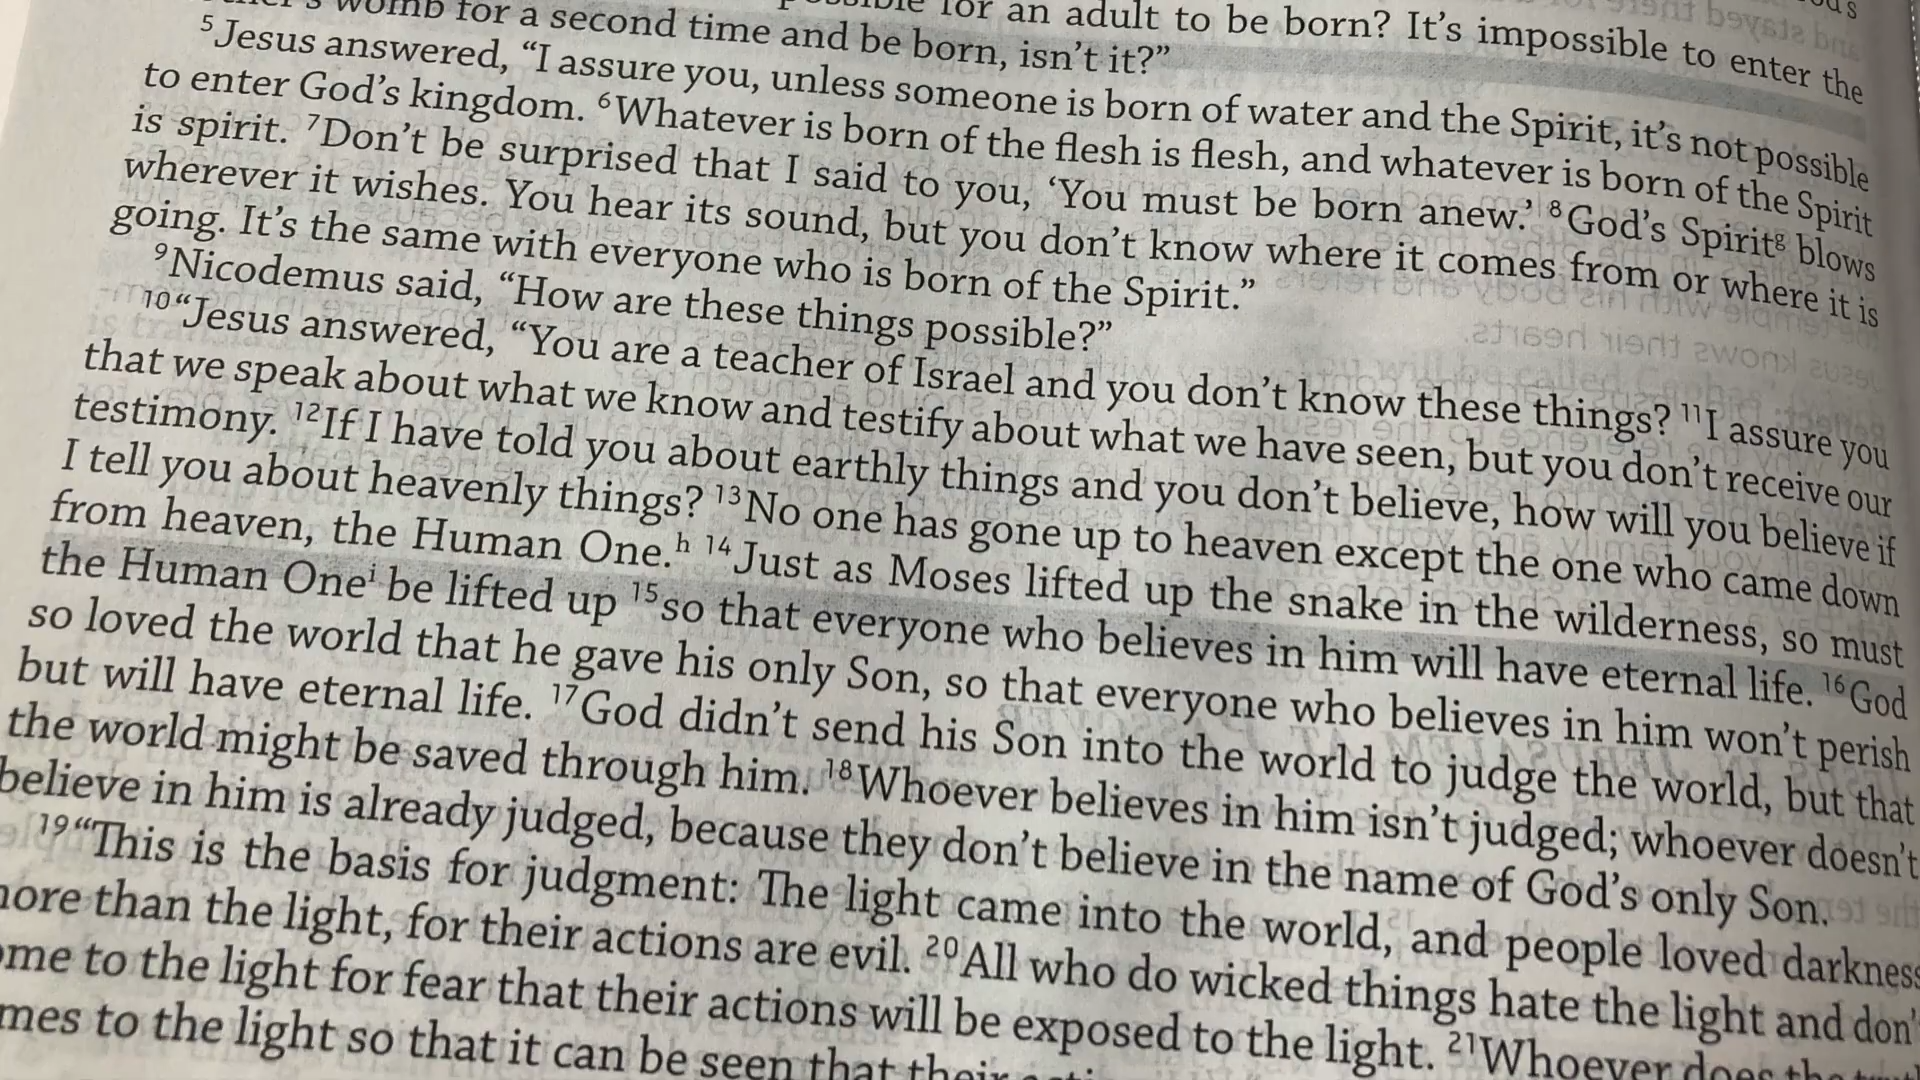 womb for a second time and be born, isn't it?"
for an adult to be born? It's impossible to enter the
⁵Jesus answered, "I assure you, unless someone is born of water and the Spirit, it's not possible
to enter God's kingdom. ⁶Whatever is born of the flesh is flesh, and whatever is born of the Spirit
is spirit. ⁷Don't be surprised that I said to you, 'You must be born anew.' ⁸God's Spiritᵍ blows
wherever it wishes. You hear its sound, but you don't know where it comes from or where it is
going. It's the same with everyone who is born of the Spirit."
⁹Nicodemus said, "How are these things possible?"
¹⁰"Jesus answered, "You are a teacher of Israel and you don't know these things? ¹¹I assure you
that we speak about what we know and testify about what we have seen, but you don't receive our
testimony. ¹²If I have told you about earthly things and you don't believe, how will you believe if
I tell you about heavenly things? ¹³No one has gone up to heaven except the one who came down
from heaven, the Human One.ʰ ¹⁴Just as Moses lifted up the snake in the wilderness, so must
the Human Oneⁱ be lifted up ¹⁵so that everyone who believes in him will have eternal life. ¹⁶God
so loved the world that he gave his only Son, so that everyone who believes in him won't perish
but will have eternal life. ¹⁷God didn't send his Son into the world to judge the world, but that
the world might be saved through him. ¹⁸Whoever believes in him isn't judged; whoever doesn't
believe in him is already judged, because they don't believe in the name of God's only Son.
¹⁹"This is the basis for judgment: The light came into the world, and people loved darkness
more than the light, for their actions are evil. ²⁰All who do wicked things hate the light and don't
to the light for fear that their actions will be exposed to the light. ²¹Whoever does the
to the light so that it can be seen that their